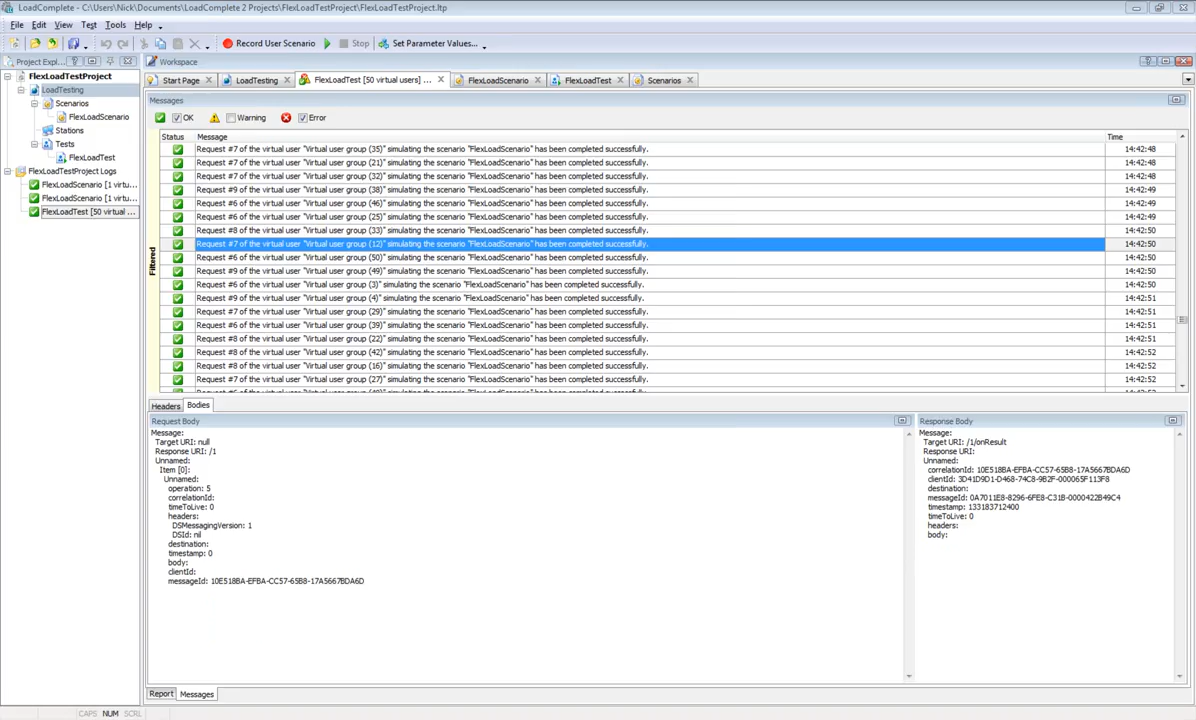 LoadComplete - C:\Users\Nick\Documents\LoadComplete 2 Projects\FlexLoadTestProject\FlexLoadTestProject.ltp
File Edit View Test Tools Help
Record User Scenario Stop Set Parameter Values...
Project Expl... Workspace
FlexLoadTestProject
LoadTesting
Scenarios
FlexLoadScenario
Stations
Tests
FlexLoadTest
FlexLoadTestProject Logs
FlexLoadScenario [1 virtu...
FlexLoadScenario [1 virtu...
FlexLoadTest [50 virtual ...
Start Page LoadTesting FlexLoadTest [50 virtual users] ... FlexLoadScenario FlexLoadTest Scenarios
Messages
OK Warning Error
Status Message Time
Filtered
Request #7 of the virtual user "Virtual user group (35)" simulating the scenario "FlexLoadScenario" has been completed successfully. 14:42:48
Request #7 of the virtual user "Virtual user group (21)" simulating the scenario "FlexLoadScenario" has been completed successfully. 14:42:48
Request #7 of the virtual user "Virtual user group (32)" simulating the scenario "FlexLoadScenario" has been completed successfully. 14:42:48
Request #9 of the virtual user "Virtual user group (38)" simulating the scenario "FlexLoadScenario" has been completed successfully. 14:42:49
Request #6 of the virtual user "Virtual user group (46)" simulating the scenario "FlexLoadScenario" has been completed successfully. 14:42:49
Request #6 of the virtual user "Virtual user group (25)" simulating the scenario "FlexLoadScenario" has been completed successfully. 14:42:49
Request #8 of the virtual user "Virtual user group (33)" simulating the scenario "FlexLoadScenario" has been completed successfully. 14:42:50
Request #7 of the virtual user "Virtual user group (12)" simulating the scenario "FlexLoadScenario" has been completed successfully. 14:42:50
Request #6 of the virtual user "Virtual user group (50)" simulating the scenario "FlexLoadScenario" has been completed successfully. 14:42:50
Request #9 of the virtual user "Virtual user group (49)" simulating the scenario "FlexLoadScenario" has been completed successfully. 14:42:50
Request #6 of the virtual user "Virtual user group (3)" simulating the scenario "FlexLoadScenario" has been completed successfully. 14:42:50
Request #9 of the virtual user "Virtual user group (4)" simulating the scenario "FlexLoadScenario" has been completed successfully. 14:42:51
Request #7 of the virtual user "Virtual user group (29)" simulating the scenario "FlexLoadScenario" has been completed successfully. 14:42:51
Request #6 of the virtual user "Virtual user group (39)" simulating the scenario "FlexLoadScenario" has been completed successfully. 14:42:51
Request #8 of the virtual user "Virtual user group (22)" simulating the scenario "FlexLoadScenario" has been completed successfully. 14:42:51
Request #8 of the virtual user "Virtual user group (42)" simulating the scenario "FlexLoadScenario" has been completed successfully. 14:42:52
Request #8 of the virtual user "Virtual user group (16)" simulating the scenario "FlexLoadScenario" has been completed successfully. 14:42:52
Request #7 of the virtual user "Virtual user group (27)" simulating the scenario "FlexLoadScenario" has been completed successfully. 14:42:52
Headers Bodies
Request Body
Message:
Target URI: null
Response URI: /1
Unnamed:
Item [0]:
Unnamed:
operation: 5
correlationId:
timeToLive: 0
headers:
DSMessagingVersion: 1
DSId: nil
destination:
timestamp: 0
body:
clientId:
messageId: 10E518BA-EFBA-CC57-65B8-17A5667BDA6D
Response Body
Message:
Target URI: /1/onResult
Response URI:
Unnamed:
correlationId: 10E518BA-EFBA-CC57-65B8-17A5667BDA6D
clientId: 3D41D9D1-D468-74C8-9B2F-000065F113F8
destination:
messageId: 0A7011E8-8296-6FE8-C31B-0000422B49C4
timestamp: 133183712400
timeToLive: 0
headers:
body:
Report Messages
CAPS NUM SCRL